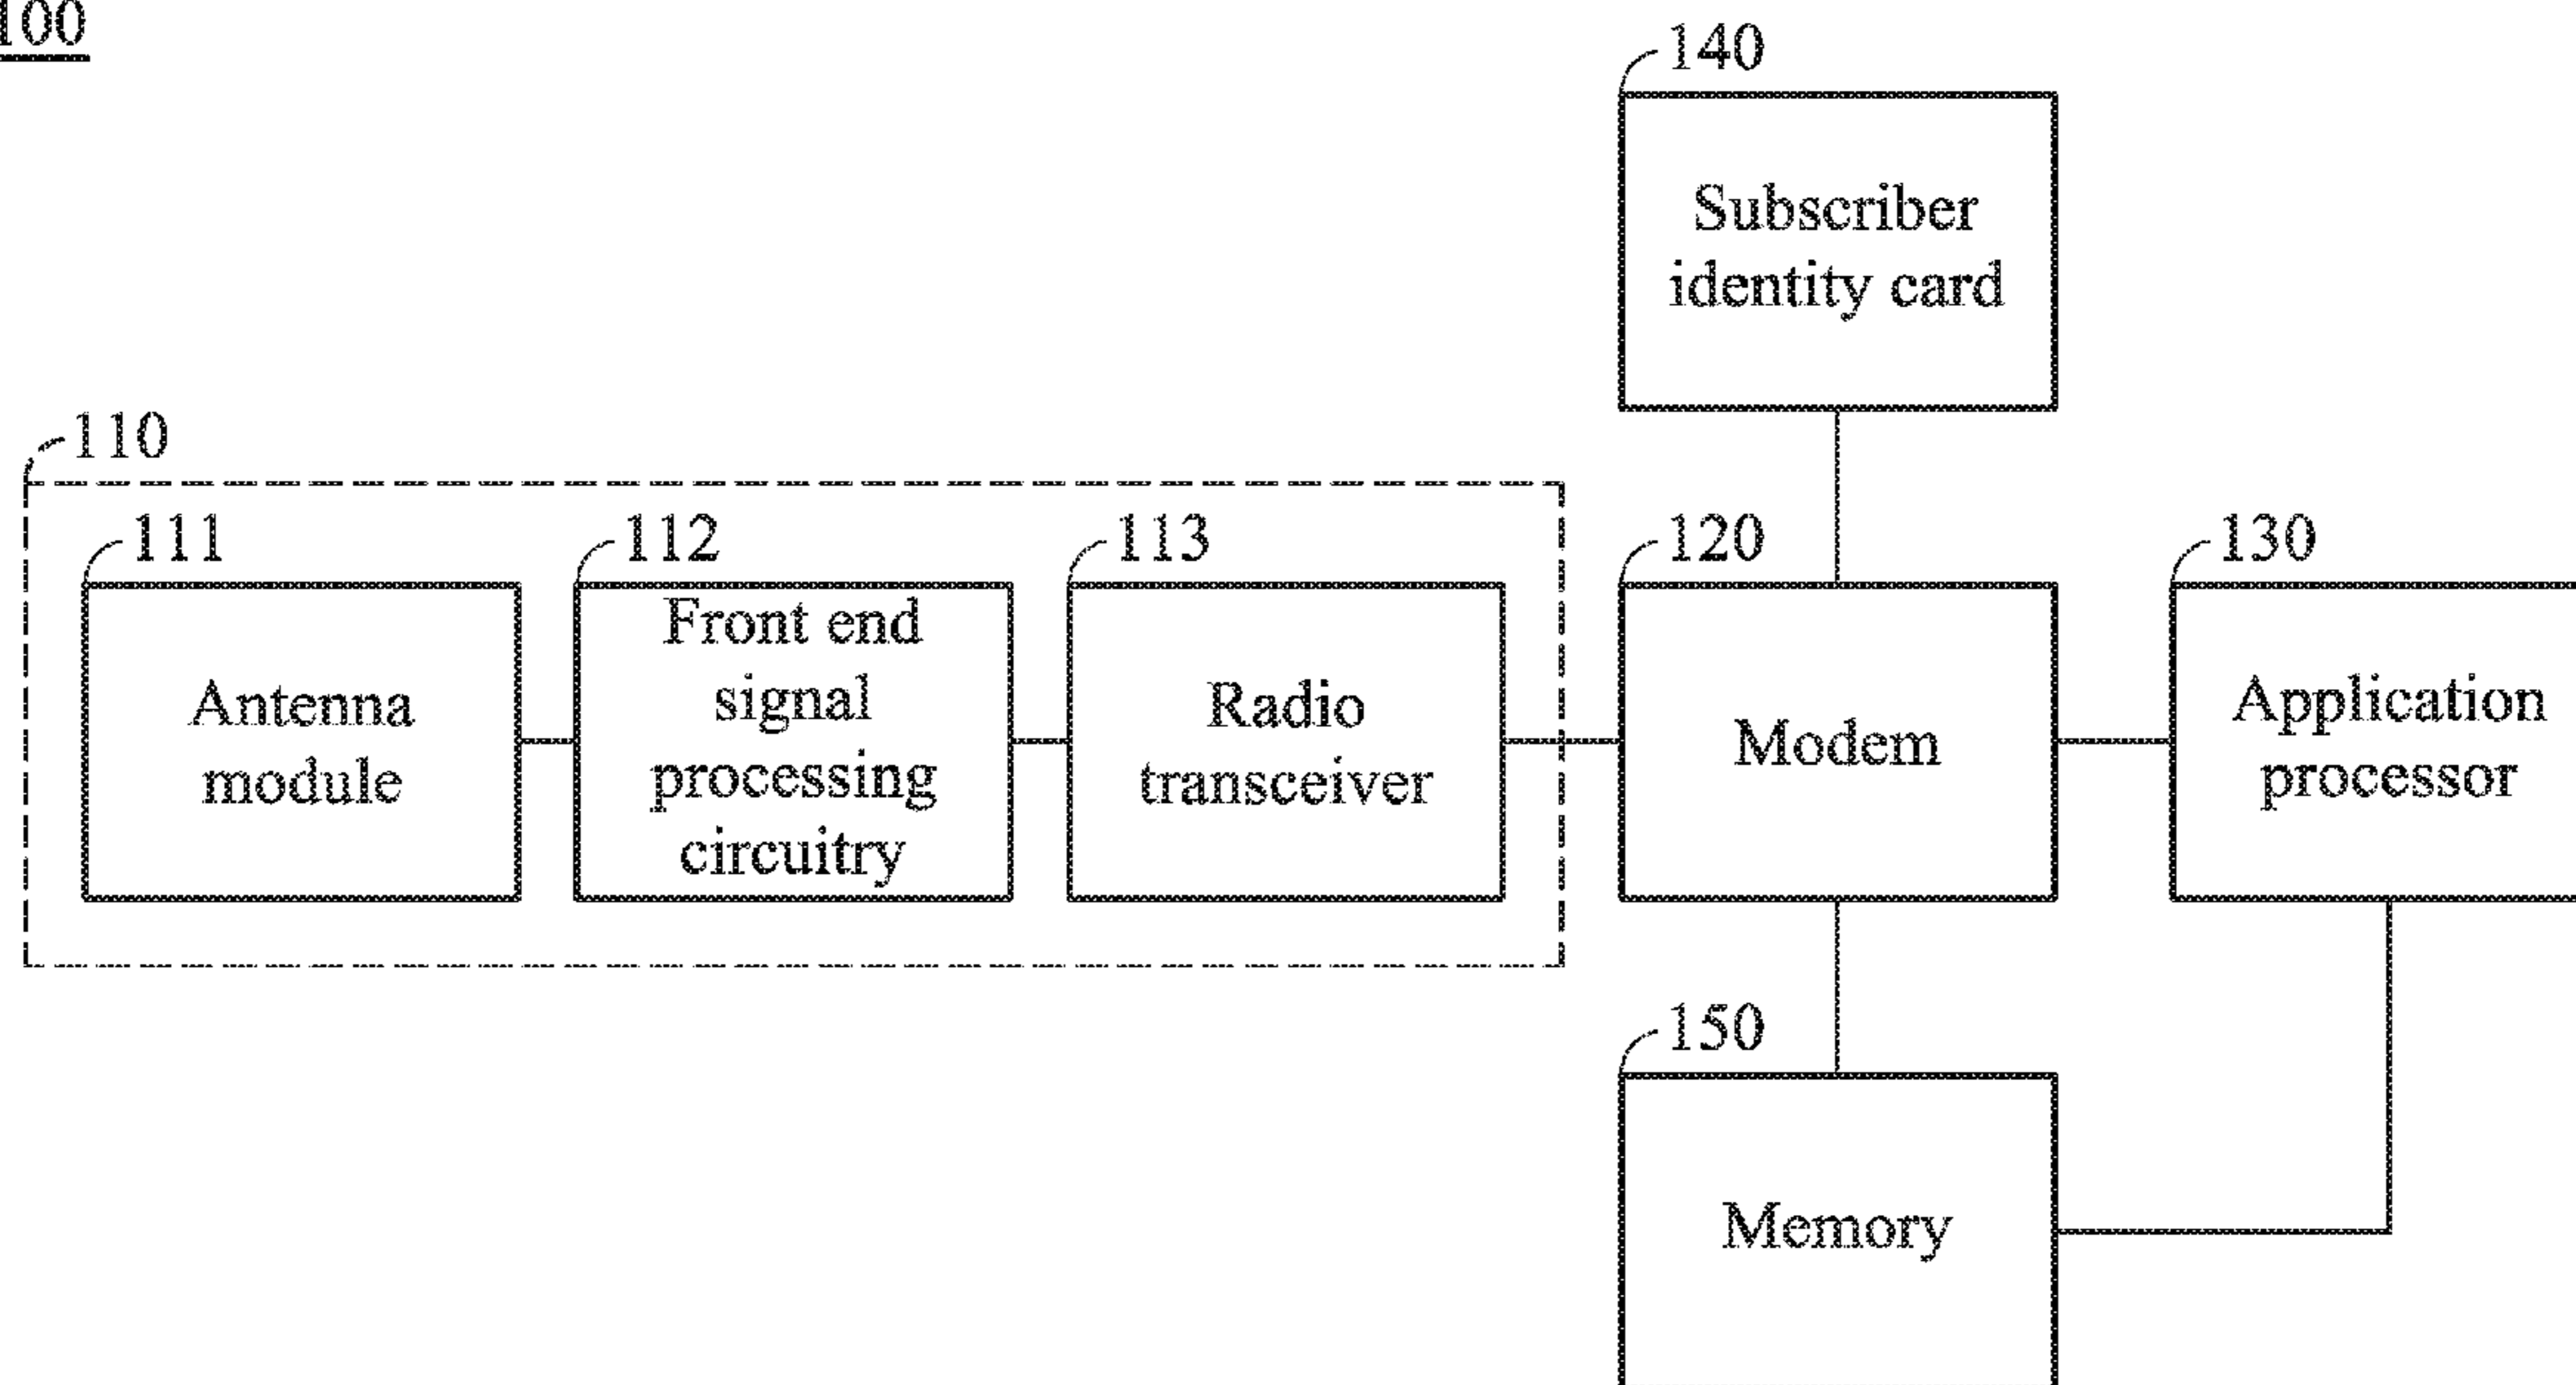 100
140
Subscriber
identity card
110
111
112
113
120
130
Antenna
module
Front end
signal
processing
circuitry
Radio
transceiver
Modem
Application
processor
150
Memory